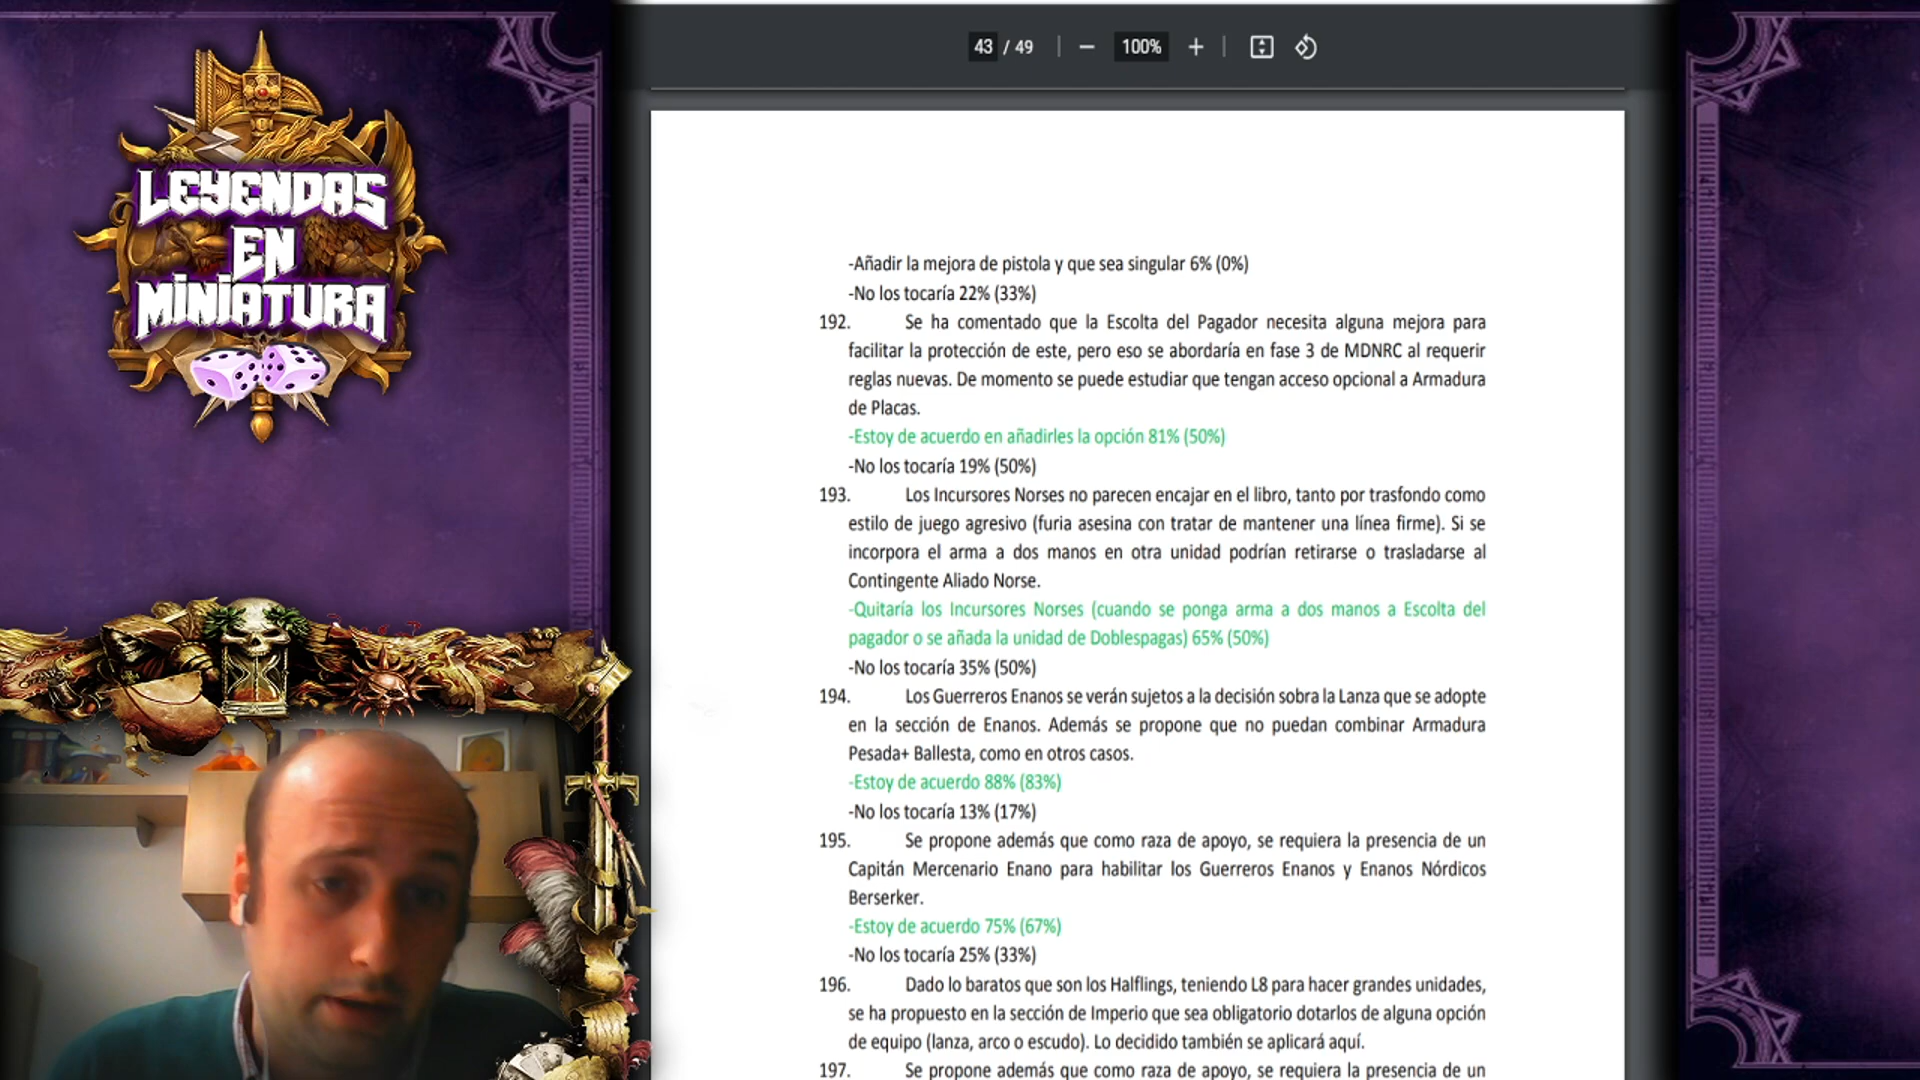 LEYENDAS
EN
MINIATURA
43 / 49
100%
-Añadir la mejora de pistola y que sea singular 6% (0%)
-No los tocaría 22% (33%)
192. Se ha comentado que la Escolta del Pagador necesita alguna mejora para
facilitar la protección de este, pero eso se abordaría en fase 3 de MDNRC al requerir
reglas nuevas. De momento se puede estudiar que tengan acceso opcional a Armadura
de Placas.
-Estoy de acuerdo en añadirles la opción 81% (50%)
-No los tocaría 19% (50%)
193. Los Incursores Norses no parecen encajar en el libro, tanto por trasfondo como
estilo de juego agresivo (furia asesina con tratar de mantener una línea firme). Si se
incorpora el arma a dos manos en otra unidad podrían retirarse o trasladarse al
Contingente Aliado Norse.
-Quitaría los Incursores Norses (cuando se ponga arma a dos manos a Escolta del
pagador o se añada la unidad de Doblespagas) 65% (50%)
-No los tocaría 35% (50%)
194. Los Guerreros Enanos se verán sujetos a la decisión sobra la Lanza que se adopte
en la sección de Enanos. Además se propone que no puedan combinar Armadura
Pesada+ Ballesta, como en otros casos.
-Estoy de acuerdo 88% (83%)
-No los tocaría 13% (17%)
195. Se propone además que como raza de apoyo, se requiera la presencia de un
Capitán Mercenario Enano para habilitar los Guerreros Enanos y Enanos Nórdicos
Berserker.
-Estoy de acuerdo 75% (67%)
-No los tocaría 25% (33%)
196. Dado lo baratos que son los Halflings, teniendo L8 para hacer grandes unidades,
se ha propuesto en la sección de Imperio que sea obligatorio dotarlos de alguna opción
de equipo (lanza, arco o escudo). Lo decidido también se aplicará aquí.
197. Se propone además que como raza de apoyo, se requiera la presencia de un